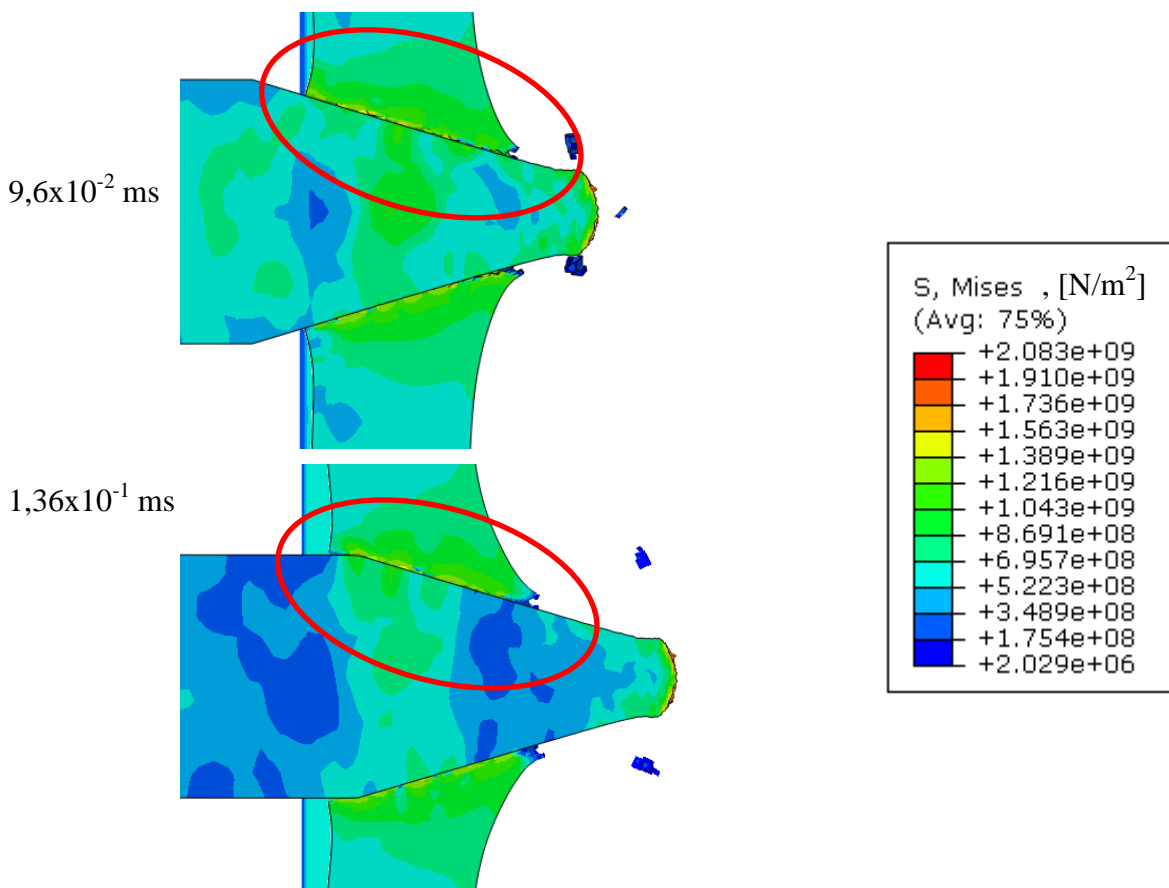 9,6x10⁻² ms
1,36x10⁻¹ ms
S, Mises , [N/m²]
(Avg: 75%)
+2.083e+09
+1.910e+09
+1.736e+09
+1.563e+09
+1.389e+09
+1.216e+09
+1.043e+09
+8.691e+08
+6.957e+08
+5.223e+08
+3.489e+08
+1.754e+08
+2.029e+06